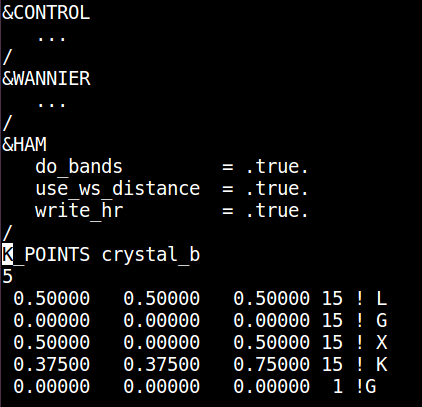 &CONTROL
   ...
/
&WANNIER
   ...
/
&HAM
   do_bands         = .true.
   use_ws_distance  = .true.
   write_hr         = .true.
/
K_POINTS crystal_b
5
 0.50000   0.50000   0.50000 15 ! L
 0.00000   0.00000   0.00000 15 ! G
 0.50000   0.00000   0.50000 15 ! X
 0.37500   0.37500   0.75000 15 ! K
 0.00000   0.00000   0.00000  1 !G